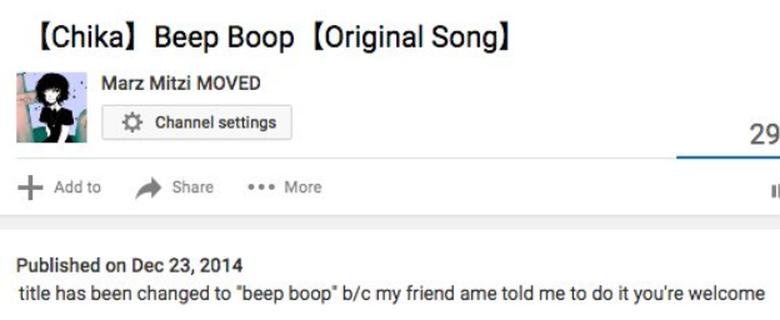 【Chika】 Beep Boop 【Original Song】
Marz Mitzi MOVED
Channel settings
29
Add to Share More
Published on Dec 23, 2014
title has been changed to "beep boop" b/c my friend ame told me to do it you're welcome